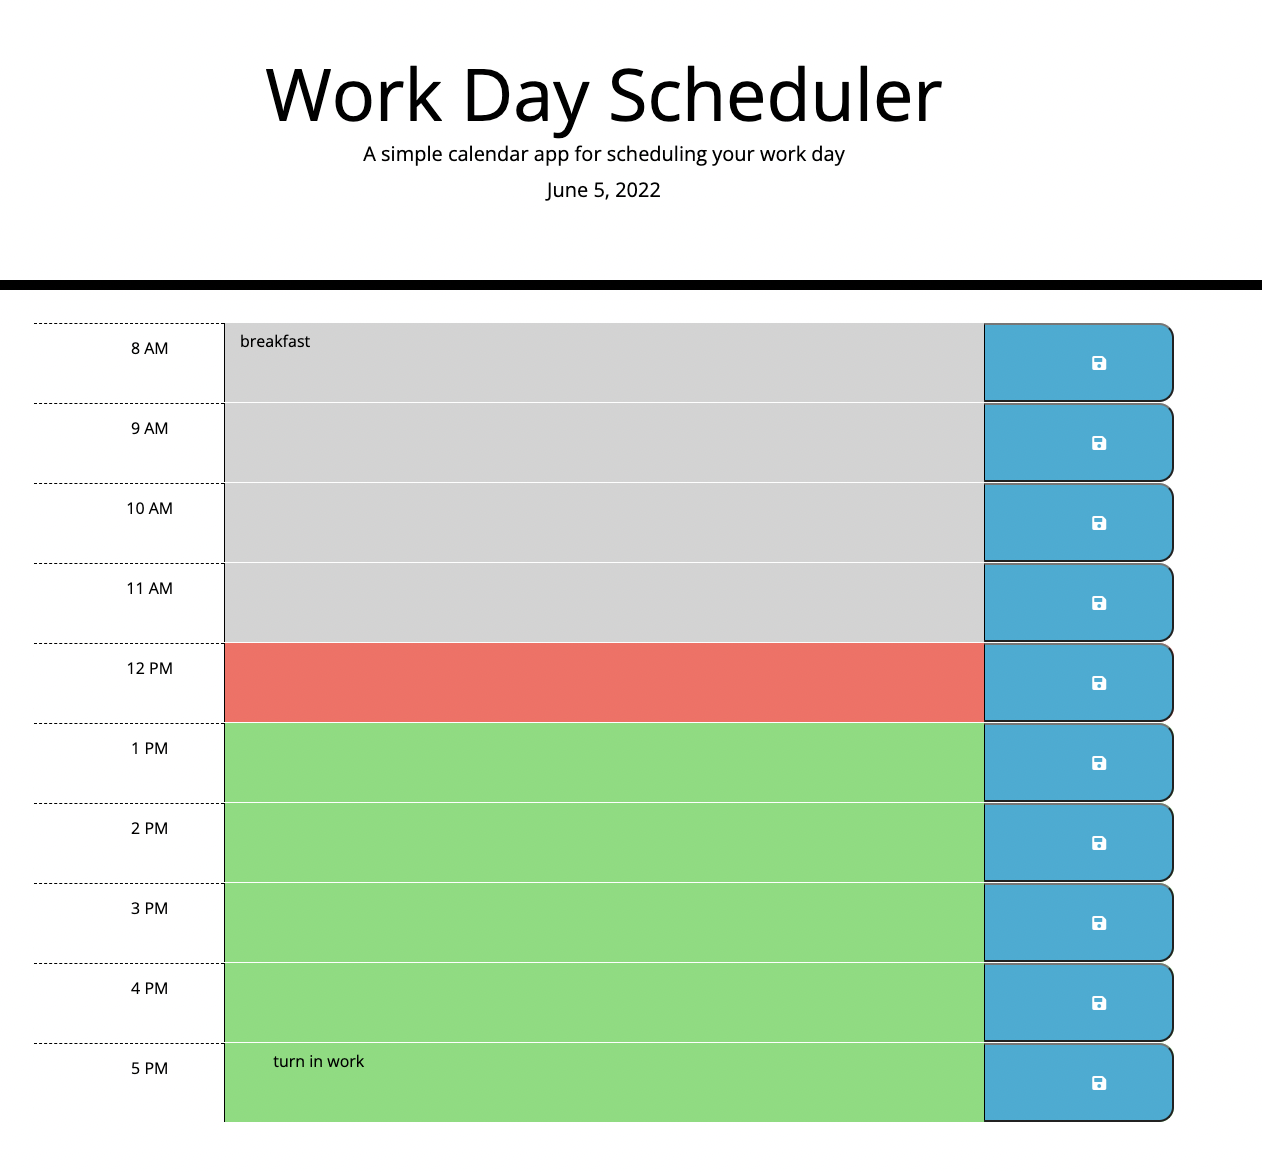 Work Day Scheduler
A simple calendar app for scheduling your work day
June 5, 2022
8 AM
breakfast
9 AM
10 AM
11 AM
12 PM
1 PM
2 PM
3 PM
4 PM
5 PM
turn in work